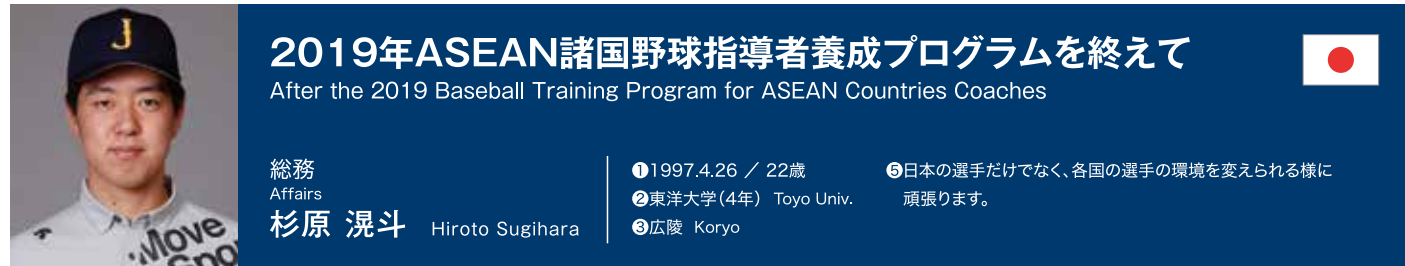 J
Move
2019年ASEAN諸国野球指導者養成プログラムを終えて
After the 2019 Baseball Training Program for ASEAN Countries Coaches
総務
Affairs
杉原 滉斗 Hiroto Sugihara
❶1997.4.26 ／ 22歳
❷東洋大学（4年） Toyo Univ.
❸広陵 Koryo
❺日本の選手だけでなく、各国の選手の環境を変えられる様に
頑張ります。